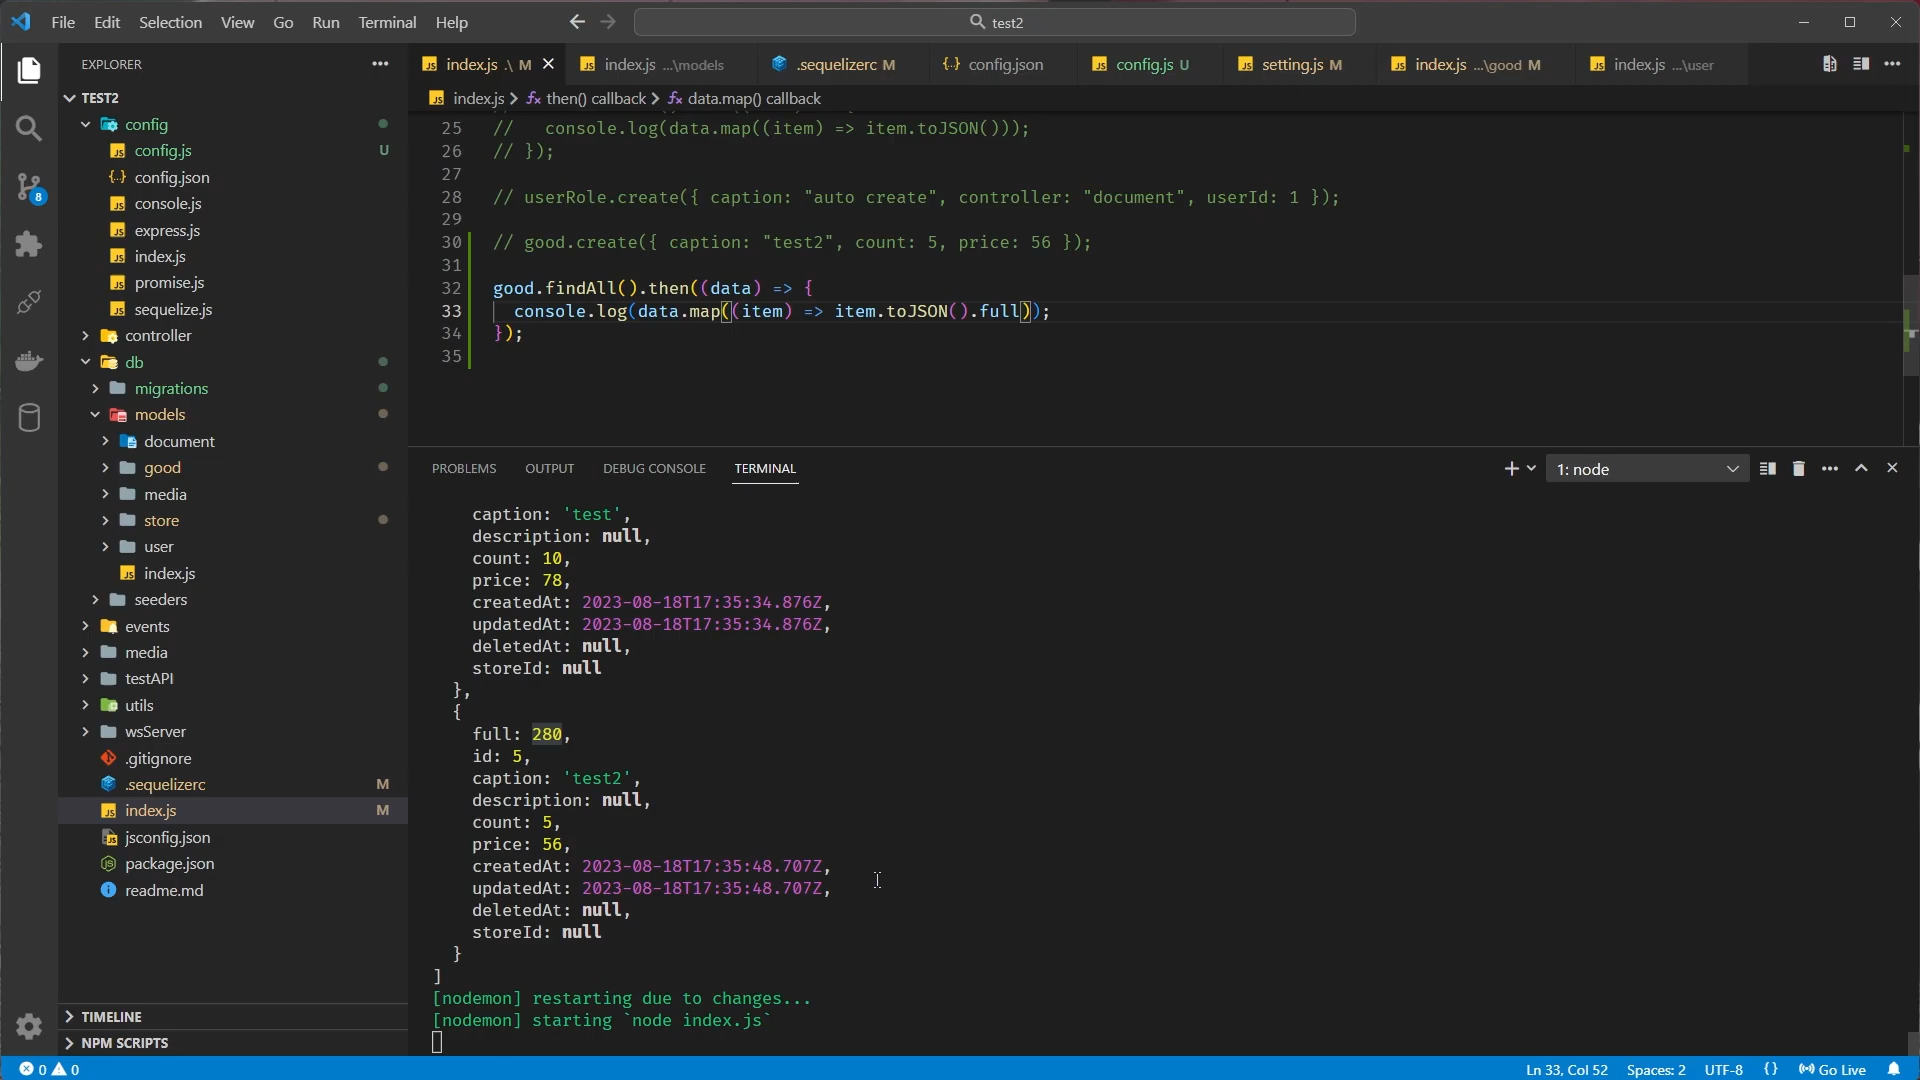 File Edit Selection View Go Run Terminal Help
test2
EXPLORER
index.js .\ M
index.js ...\models
.sequelizerc M
config.json
config.js U
setting.js M
index.js ...\good M
index.js ...\user
index.js > then() callback > data.map() callback
TEST2
config
config.js U
config.json
console.js
express.js
index.js
promise.js
sequelize.js
controller
db
migrations
models
document
good
media
store
user
index.js
seeders
events
media
testAPI
utils
wsServer
.gitignore
.sequelizerc M
index.js M
jsconfig.json
package.json
readme.md
TIMELINE
NPM SCRIPTS
8
25 //   console.log(data.map((item) => item.toJSON()));
26 // });
27
28 // userRole.create({ caption: "auto create", controller: "document", userId: 1 });
29
30 // good.create({ caption: "test2", count: 5, price: 56 });
31
32 good.findAll().then((data) => {
33   console.log(data.map((item) => item.toJSON().full));
34 });
35
PROBLEMS OUTPUT DEBUG CONSOLE TERMINAL
1: node
caption: 'test',
description: null,
count: 10,
price: 78,
createdAt: 2023-08-18T17:35:34.876Z,
updatedAt: 2023-08-18T17:35:34.876Z,
deletedAt: null,
storeId: null
},
{
full: 280,
id: 5,
caption: 'test2',
description: null,
count: 5,
price: 56,
createdAt: 2023-08-18T17:35:48.707Z,
updatedAt: 2023-08-18T17:35:48.707Z,
deletedAt: null,
storeId: null
}
]
[nodemon] restarting due to changes...
[nodemon] starting `node index.js`
0 0
Ln 33, Col 52 Spaces: 2 UTF-8 {} Go Live